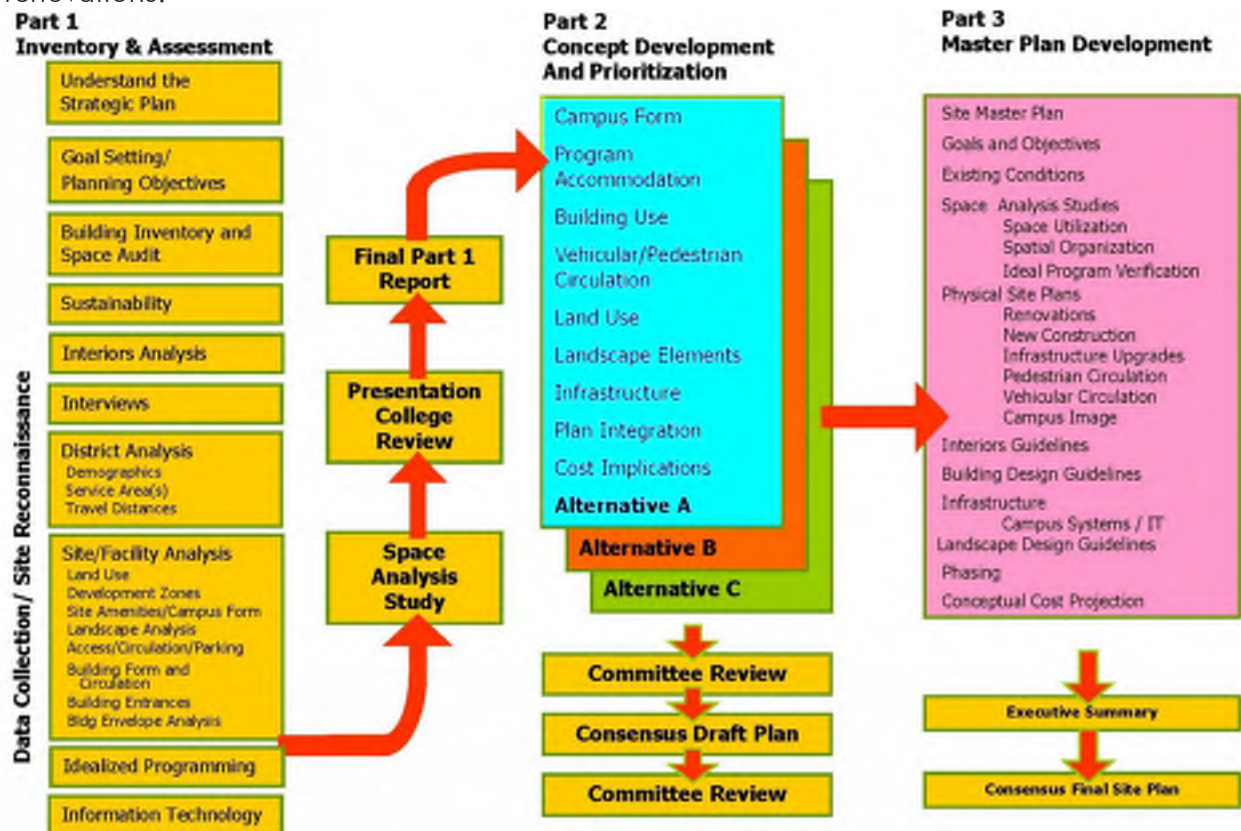 renovations.
Part 1
Inventory & Assessment
Understand the
Strategic Plan
Goal Setting/
Planning Objectives
Building Inventory and
Space Audit
Sustainability
Interiors Analysis
Interviews
District Analysis
Demographics
Service Area(s)
Travel Distances
Site/Facility Analysis
Land Use
Development Zones
Site Amenities/Campus Form
Landscape Analysis
Access/Circulation/Parking
Building Form and
Circulation
Building Entrances
Bldg Envelope Analysis
Idealized Programming
Information Technology
Data Collection/ Site Reconnaissance
Final Part 1
Report
Presentation
College
Review
Space
Analysis
Study
Part 2
Concept Development
And Prioritization
Campus Form
Program
Accommodation
Building Use
Vehicular/Pedestrian
Circulation
Land Use
Landscape Elements
Infrastructure
Plan Integration
Cost Implications
Alternative A
Alternative B
Alternative C
Committee Review
Consensus Draft Plan
Committee Review
Part 3
Master Plan Development
Site Master Plan
Goals and Objectives
Existing Conditions
Space Analysis Studies
Space Utilization
Spatial Organization
Ideal Program Verification
Physical Site Plans
Renovations
New Construction
Infrastructure Upgrades
Pedestrian Circulation
Vehicular Circulation
Campus Image
Interiors Guidelines
Building Design Guidelines
Infrastructure
Campus Systems / IT
Landscape Design Guidelines
Phasing
Conceptual Cost Projection
Executive Summary
Consensus Final Site Plan